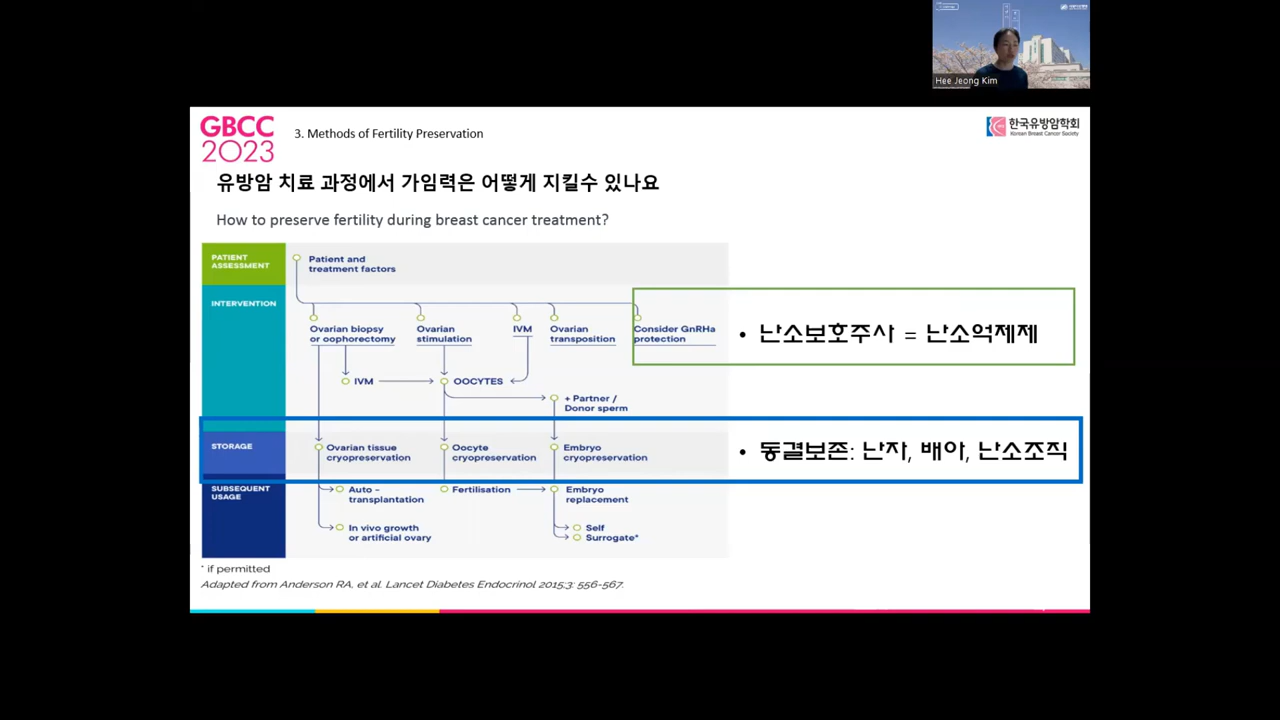 Hee Jeong Kim
GBCC
2023
3. Methods of Fertility Preservation
한국유방암학회
Korean Breast Cancer Society
유방암 치료 과정에서 가임력은 어떻게 지킬수 있나요
How to preserve fertility during breast cancer treatment?
PATIENT
ASSESSMENT
Patient and
treatment factors
INTERVENTION
Ovarian biopsy
or oophorectomy
Ovarian
stimulation
IVM
Ovarian
transposition
Consider GnRHa
protection
• 난소보호주사 = 난소억제제
IVM
OOCYTES
+ Partner /
Donor sperm
STORAGE
Ovarian tissue
cryopreservation
Oocyte
cryopreservation
Embryo
cryopreservation
• 동결보존: 난자, 배아, 난소조직
SUBSEQUENT
USAGE
Auto -
transplantation
Fertilisation
Embryo
replacement
In vivo growth
or artificial ovary
Self
Surrogate*
* if permitted
Adapted from Anderson RA. et al. Lancet Diabetes Endocrinol 2015;3: 556-567.